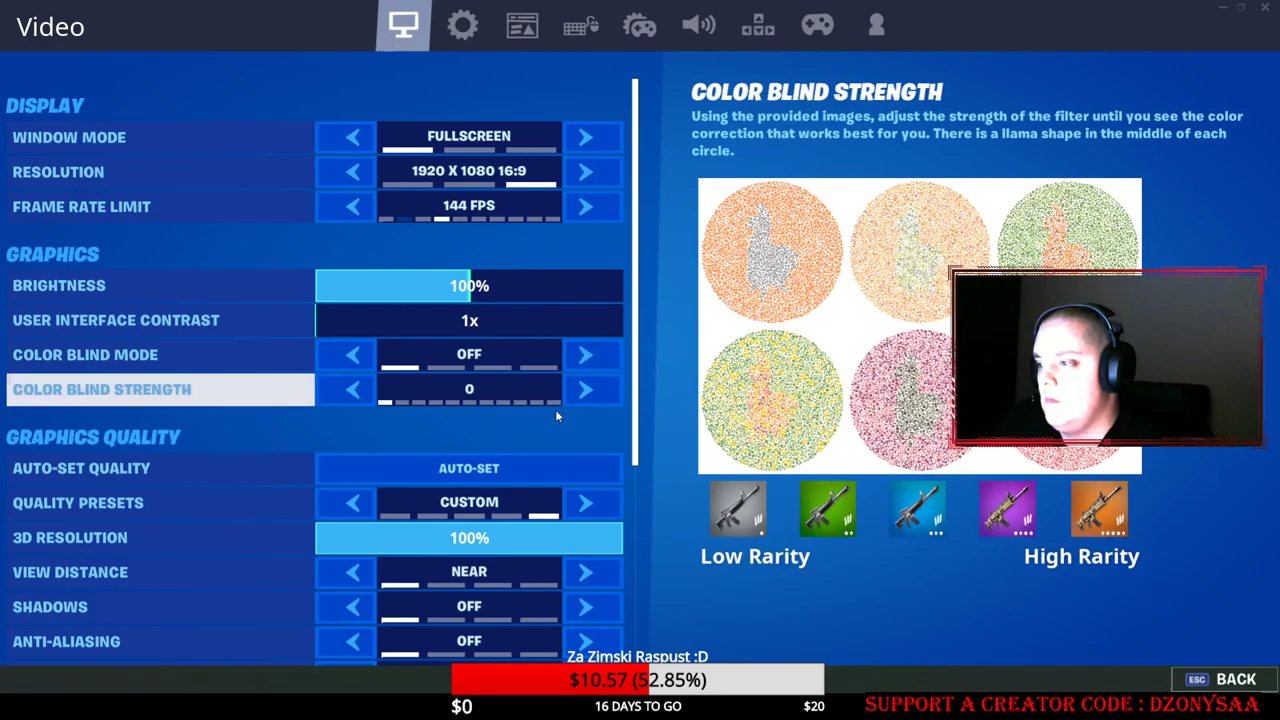 Video
DISPLAY
WINDOW MODE
FULLSCREEN
RESOLUTION
1920 X 1080 16:9
FRAME RATE LIMIT
144 FPS
GRAPHICS
BRIGHTNESS
100%
USER INTERFACE CONTRAST
1x
COLOR BLIND MODE
OFF
COLOR BLIND STRENGTH
0
GRAPHICS QUALITY
AUTO-SET QUALITY
AUTO-SET
QUALITY PRESETS
CUSTOM
3D RESOLUTION
100%
VIEW DISTANCE
NEAR
SHADOWS
OFF
ANTI-ALIASING
OFF
COLOR BLIND STRENGTH
Using the provided images, adjust the strength of the filter until you see the color
correction that works best for you. There is a llama shape in the middle of each
circle.
Low Rarity
High Rarity
Za Zimski Raspust :D
$10.57 (52.85%)
$0
16 DAYS TO GO
$20
ESC BACK
SUPPORT A CREATOR CODE : DZONYSAA